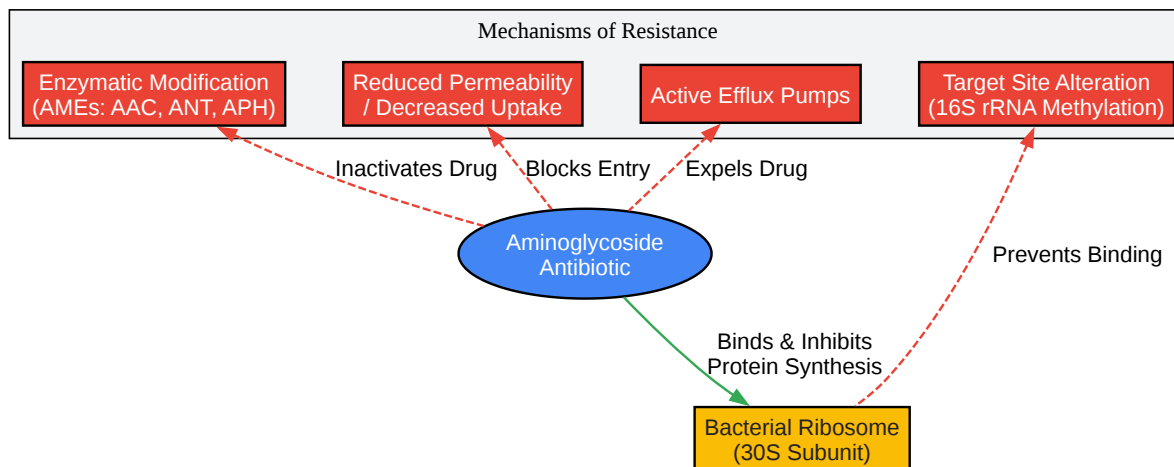 Mechanisms of Resistance
Enzymatic Modification
(AMEs: AAC, ANT, APH)
Reduced Permeability
/ Decreased Uptake
Active Efflux Pumps
Target Site Alteration
(16S rRNA Methylation)
Inactivates Drug
Blocks Entry
Expels Drug
Aminoglycoside
Antibiotic
Prevents Binding
Binds & Inhibits
Protein Synthesis
Bacterial Ribosome
(30S Subunit)